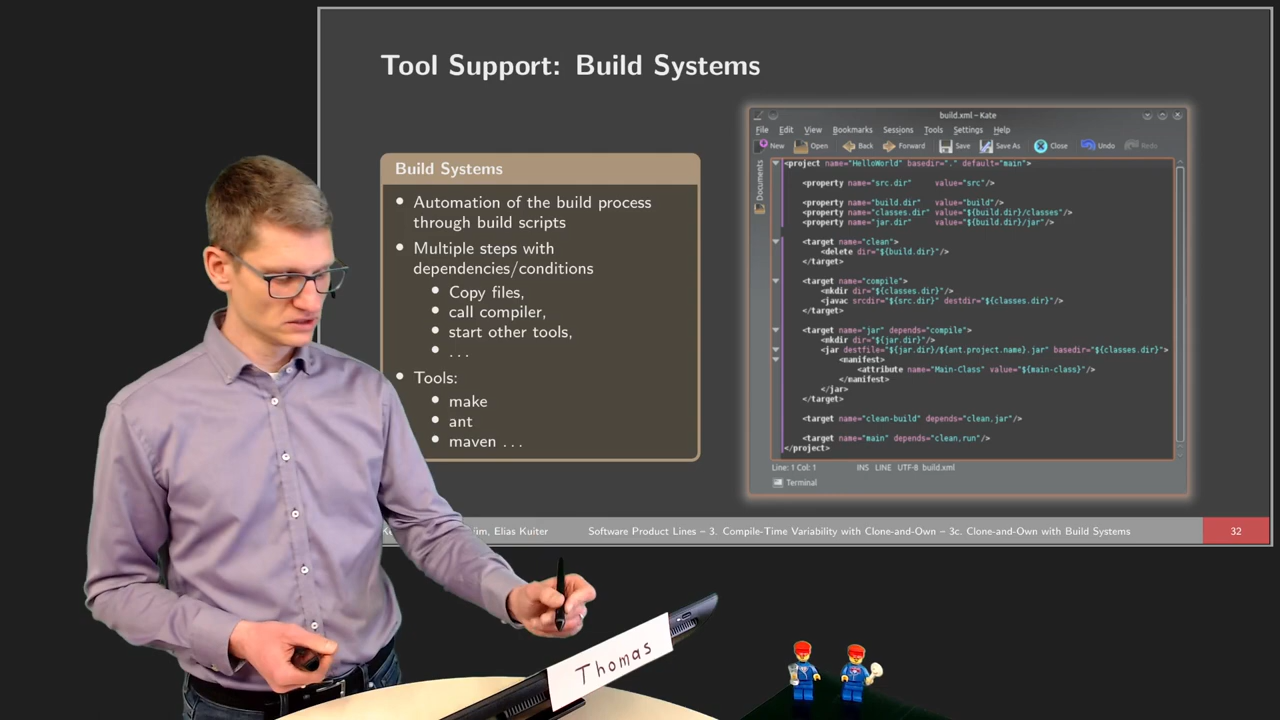 Tool Support: Build Systems
Build Systems
Automation of the build process
through build scripts
Multiple steps with
dependencies/conditions
Copy files,
call compiler,
start other tools,
. . .
Tools:
make
ant
maven . . .
build.xml – Kate
File Edit View Bookmarks Sessions Tools Settings Help
New Open Back Forward Save Save As Close Undo Redo
Documents
<project name="HelloWorld" basedir="." default="main">
<property name="src.dir" value="src"/>
<property name="build.dir" value="build"/>
<property name="classes.dir" value="${build.dir}/classes"/>
<property name="jar.dir" value="${build.dir}/jar"/>
<target name="clean">
<delete dir="${build.dir}"/>
</target>
<target name="compile">
<mkdir dir="${classes.dir}"/>
<javac srcdir="${src.dir}" destdir="${classes.dir}"/>
</target>
<target name="jar" depends="compile">
<mkdir dir="${jar.dir}"/>
<jar destfile="${jar.dir}/${ant.project.name}.jar" basedir="${classes.dir}">
<manifest>
<attribute name="Main-Class" value="${main-class}"/>
</manifest>
</jar>
</target>
<target name="clean-build" depends="clean,jar"/>
<target name="main" depends="clean,run"/>
</project>
Line: 1 Col: 1 INS LINE UTF-8 build.xml
Terminal
Elias Kuiter Software Product Lines – 3. Compile-Time Variability with Clone-and-Own – 3c. Clone-and-Own with Build Systems 32
Thomas